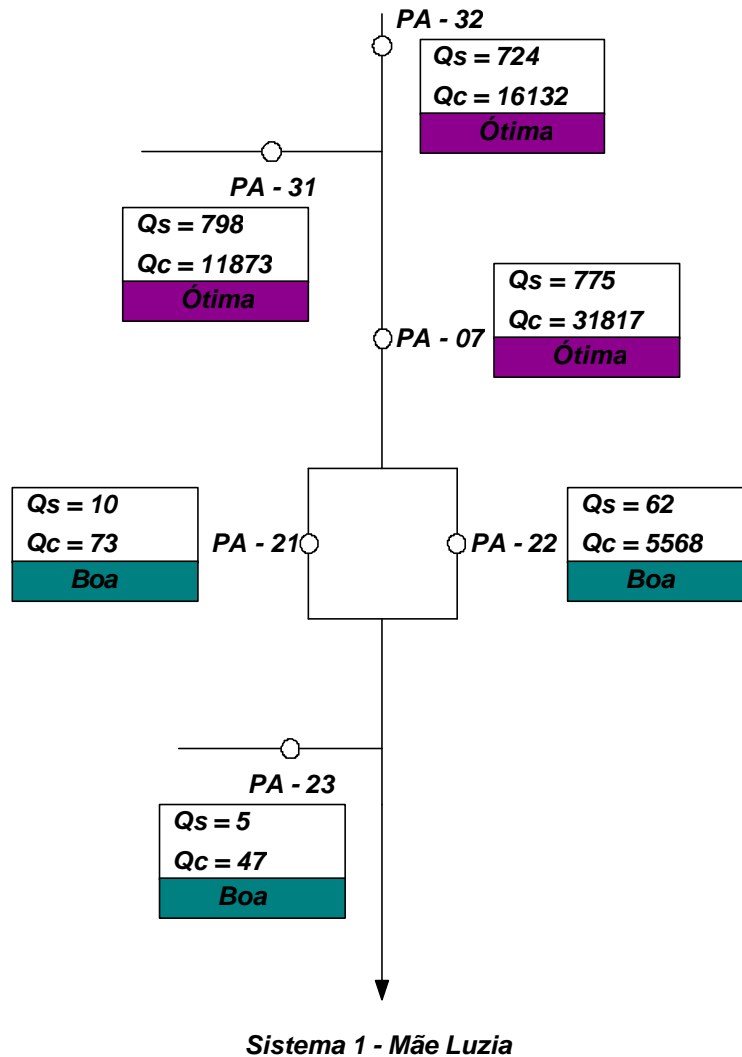 PA - 32
Qs = 724
Qc = 16132
Ótima
PA - 31
Qs = 798
Qc = 11873
Ótima
PA - 07
Qs = 775
Qc = 31817
Ótima
Qs = 10
Qc = 73
Boa
PA - 21
PA - 22
Qs = 62
Qc = 5568
Boa
PA - 23
Qs = 5
Qc = 47
Boa
Sistema 1 - Mãe Luzia